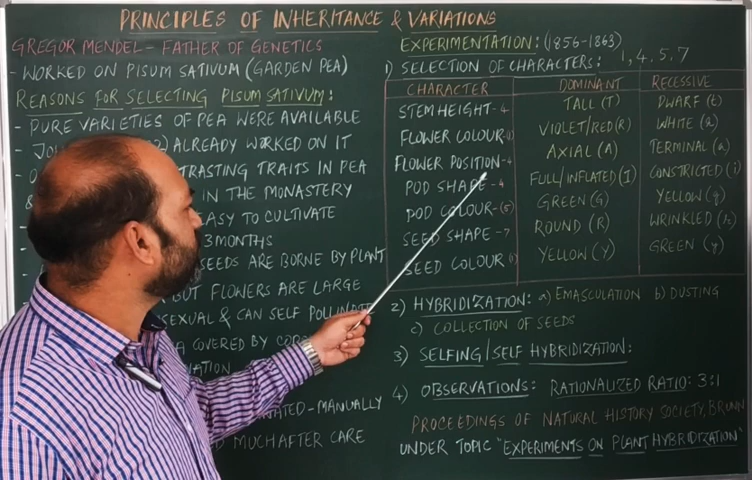 PRINCIPLES OF INHERITANCE & VARIATIONS
GREGOR MENDEL - FATHER OF GENETICS
- WORKED ON PISUM SATIVUM (GARDEN PEA)
REASONS FOR SELECTING PISUM SATIVUM:
- PURE VARIETIES OF PEA WERE AVAILABLE
ALREADY WORKED ON IT
TRAITS IN PEA
IN THE MONASTERY
TO CULTIVATE
3 MONTHS
SEEDS ARE BORNE BY PLANT
BUT FLOWERS ARE LARGE
& CAN SELF POLLINATE
COVERED BY
- MANUALLY
MUCH AFTER CARE
EXPERIMENTATION: (1856-1863)
1) SELECTION OF CHARACTERS: 1, 4, 5, 7
CHARACTER DOMINANT RECESSIVE
STEM HEIGHT - 4 TALL (T) DWARF (t)
FLOWER COLOUR - (1) VIOLET/RED (R) WHITE (r)
FLOWER POSITION - 4 AXIAL (A) TERMINAL (a)
POD SHAPE - 4 FULL/INFLATED (I) CONSTRICTED (i)
POD COLOUR - (5) GREEN (G) YELLOW (g)
SEED SHAPE - 7 ROUND (R) WRINKLED (r)
SEED COLOUR (1) YELLOW (Y) GREEN (y)
2) HYBRIDIZATION: a) EMASCULATION b) DUSTING
c) COLLECTION OF SEEDS
3) SELFING/SELF HYBRIDIZATION:
4) OBSERVATIONS: RATIONALIZED RATIO: 3:1
PROCEEDINGS OF NATURAL HISTORY SOCIETY, BRUNN
UNDER TOPIC "EXPERIMENTS ON PLANT HYBRIDIZATION"